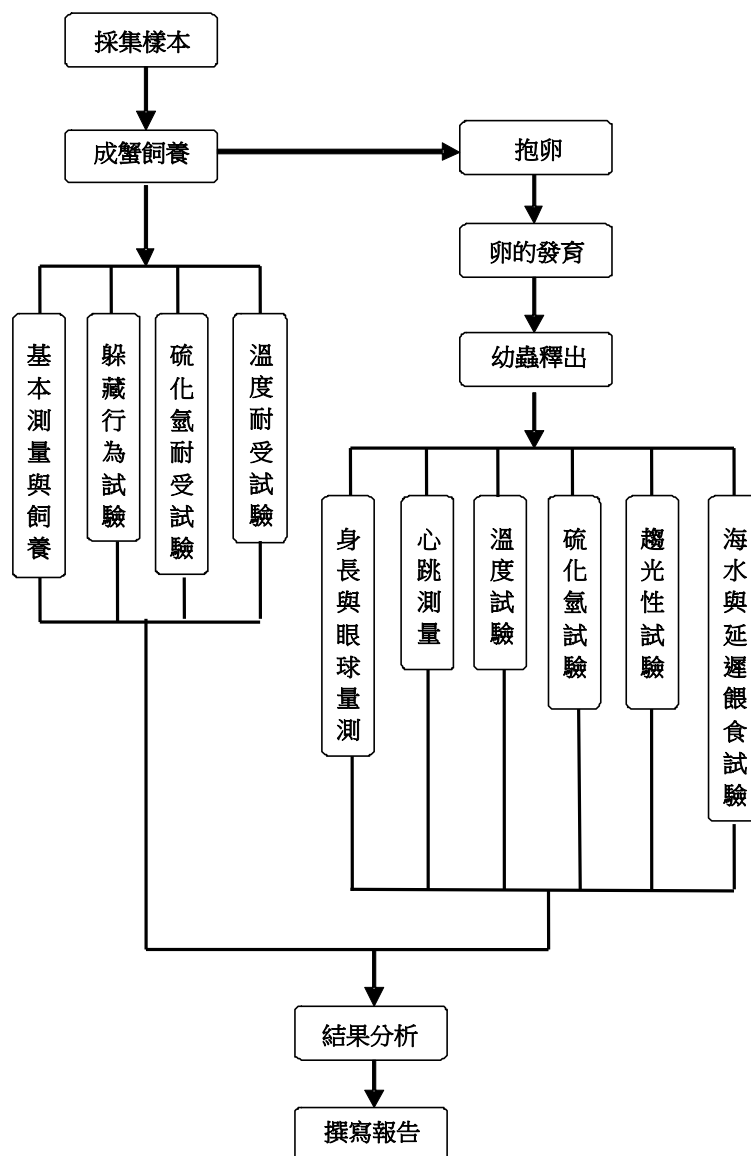 採集樣本
成蟹飼養
抱卵
卵的發育
幼蟲釋出
基本測量與飼養
躲藏行為試驗
硫化氫耐受試驗
溫度耐受試驗
身長與眼球量測
心跳測量
溫度試驗
硫化氫試驗
趨光性試驗
海水與延遲餵食試驗
結果分析
撰寫報告